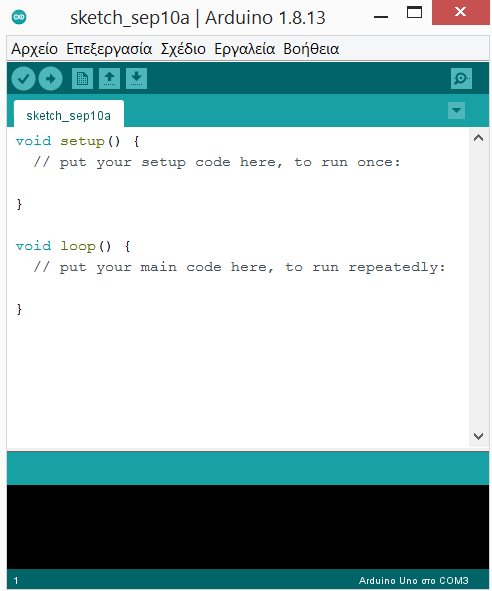 sketch_sep10a | Arduino 1.8.13
Αρχείο Επεξεργασία Σχέδιο Εργαλεία Βοήθεια
sketch_sep10a
void setup() {
  // put your setup code here, to run once:
}
void loop() {
  // put your main code here, to run repeatedly:
}
1 Arduino Uno στο COM3